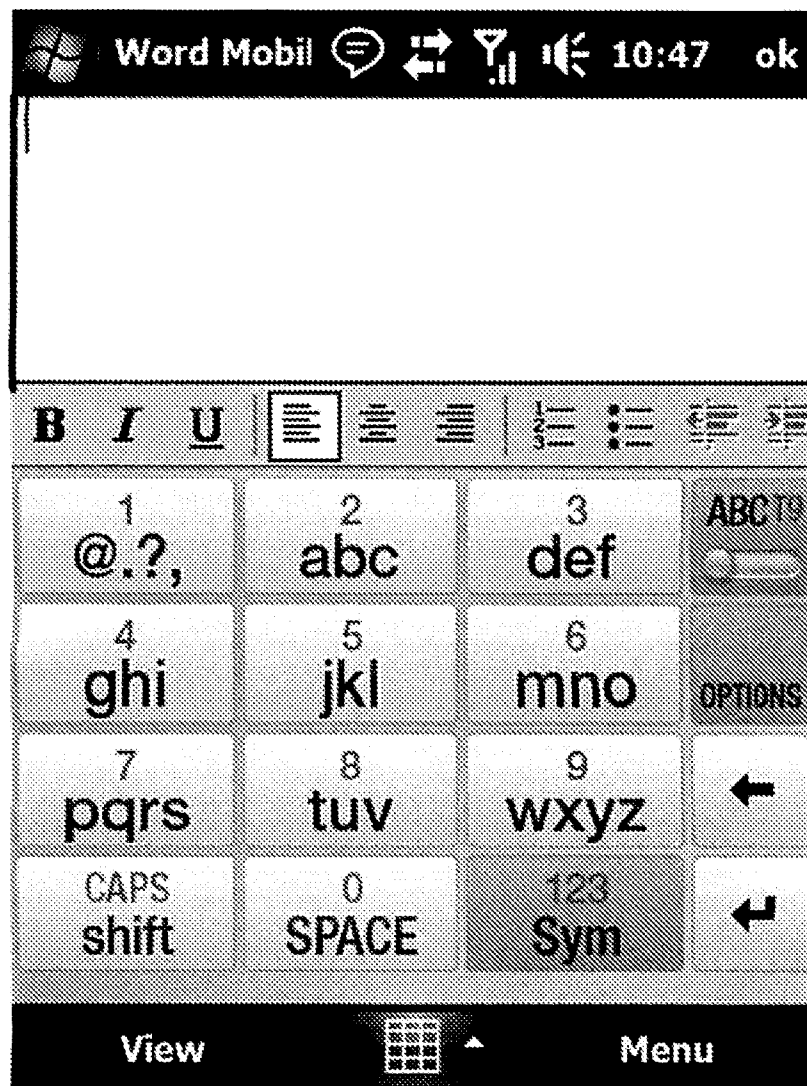 Word Mobil 10:47 ok
B I U
1 2 3 ABC T9
@.?, abc def
4 5 6
ghi jkl mno OPTIONS
7 8 9
pqrs tuv wxyz
CAPS 0 123
shift SPACE Sym
View Menu